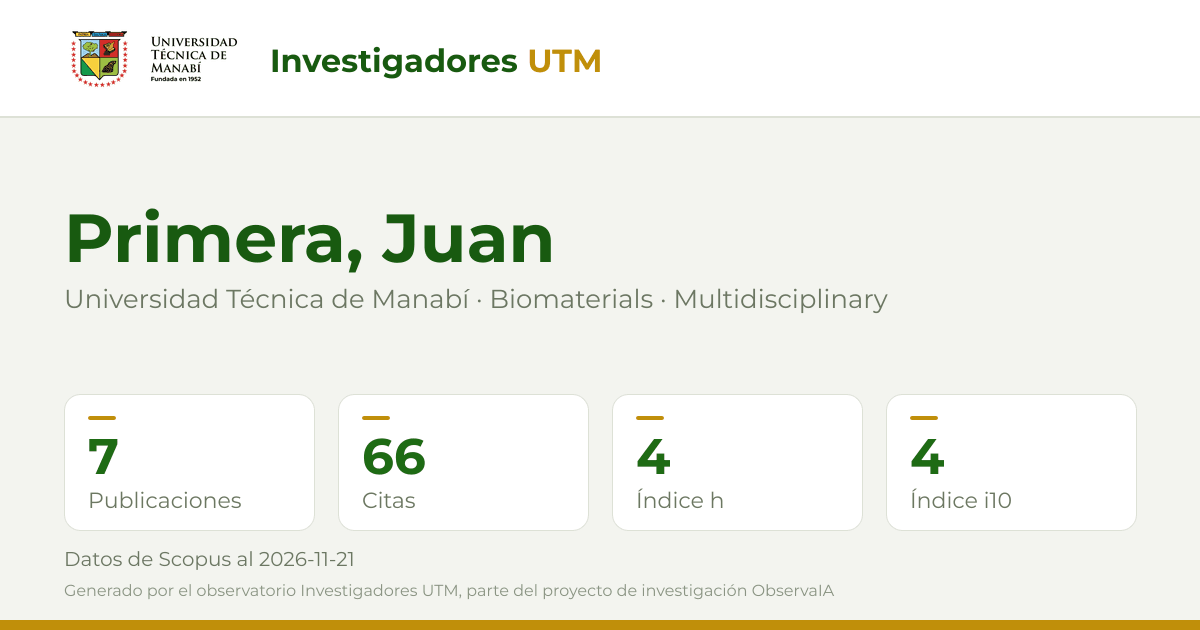 UNIVERSIDAD
TÉCNICA DE
MANABÍ
Fundada en 1952
Investigadores UTM
Primera, Juan
Universidad Técnica de Manabí · Biomaterials · Multidisciplinary
7
Publicaciones
66
Citas
4
Índice h
4
Índice i10
Datos de Scopus al 2026-11-21
Generado por el observatorio Investigadores UTM, parte del proyecto de investigación ObservaIA